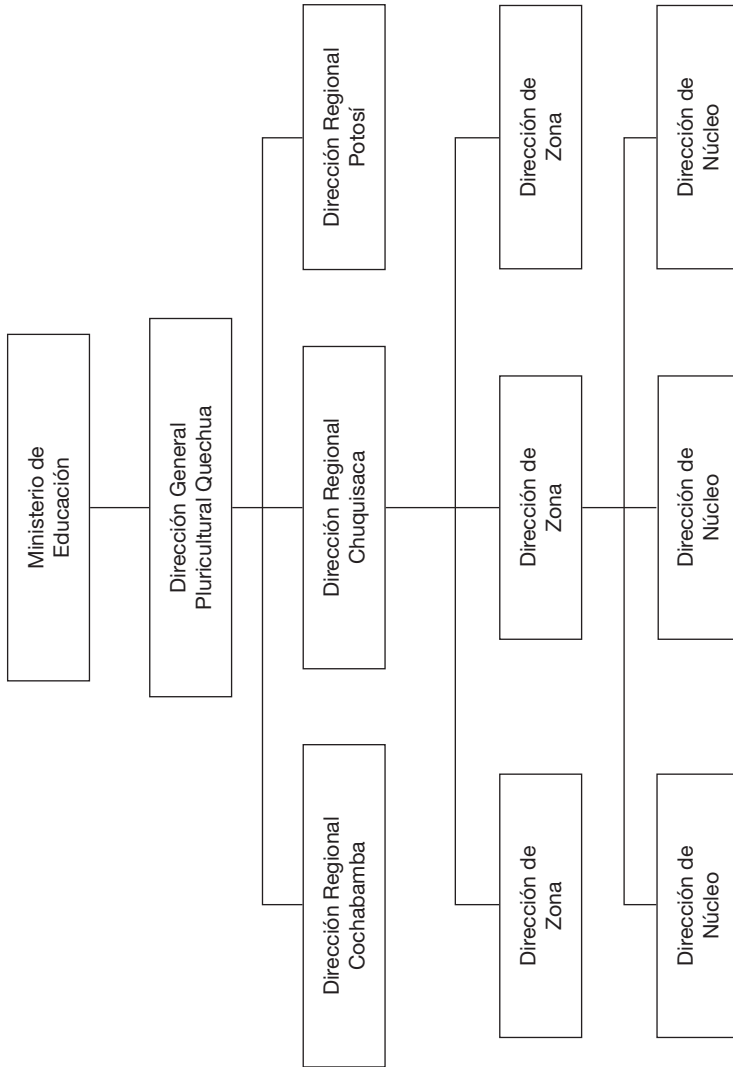 Ministerio de
Educación
Dirección General
Pluricultural Quechua
Dirección Regional
Cochabamba
Dirección Regional
Chuquisaca
Dirección Regional
Potosí
Dirección de
Zona
Dirección de
Zona
Dirección de
Zona
Dirección de
Núcleo
Dirección de
Núcleo
Dirección de
Núcleo